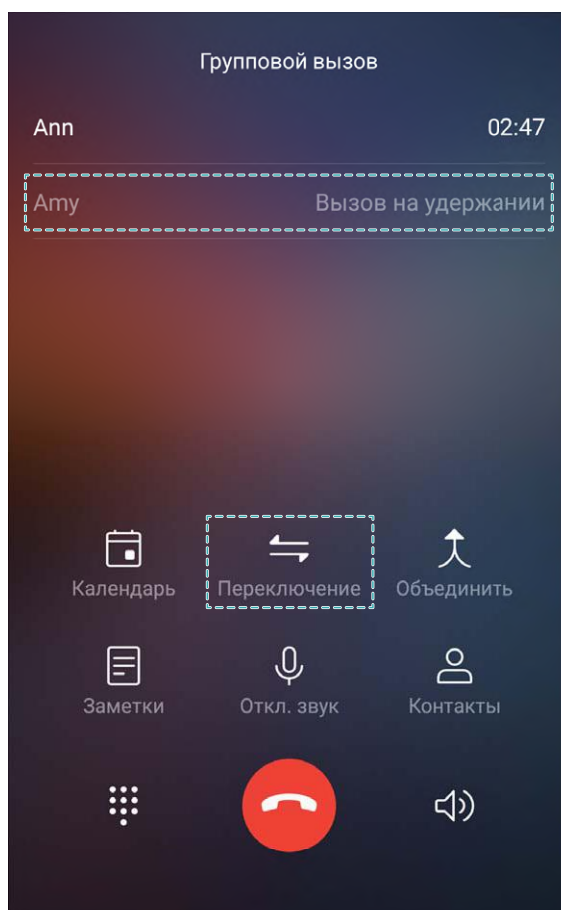 Групповой вызов
Ann 02:47
Amy Вызов на удержании
Календарь Переключение Объединить
Заметки Откл. звук Контакты